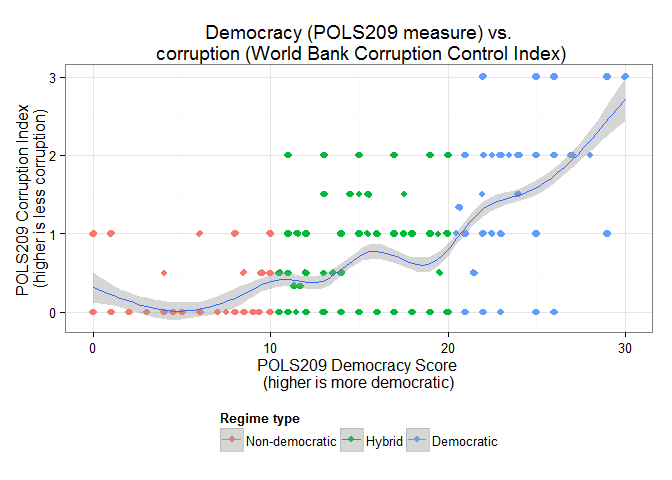 Democracy (POLS209 measure) vs.
corruption (World Bank Corruption Control Index)
POLS209 Corruption Index
(higher is less corruption)
3
2
1
0
0 10 20 30
POLS209 Democracy Score
(higher is more democratic)
Regime type
Non-democratic Hybrid Democratic